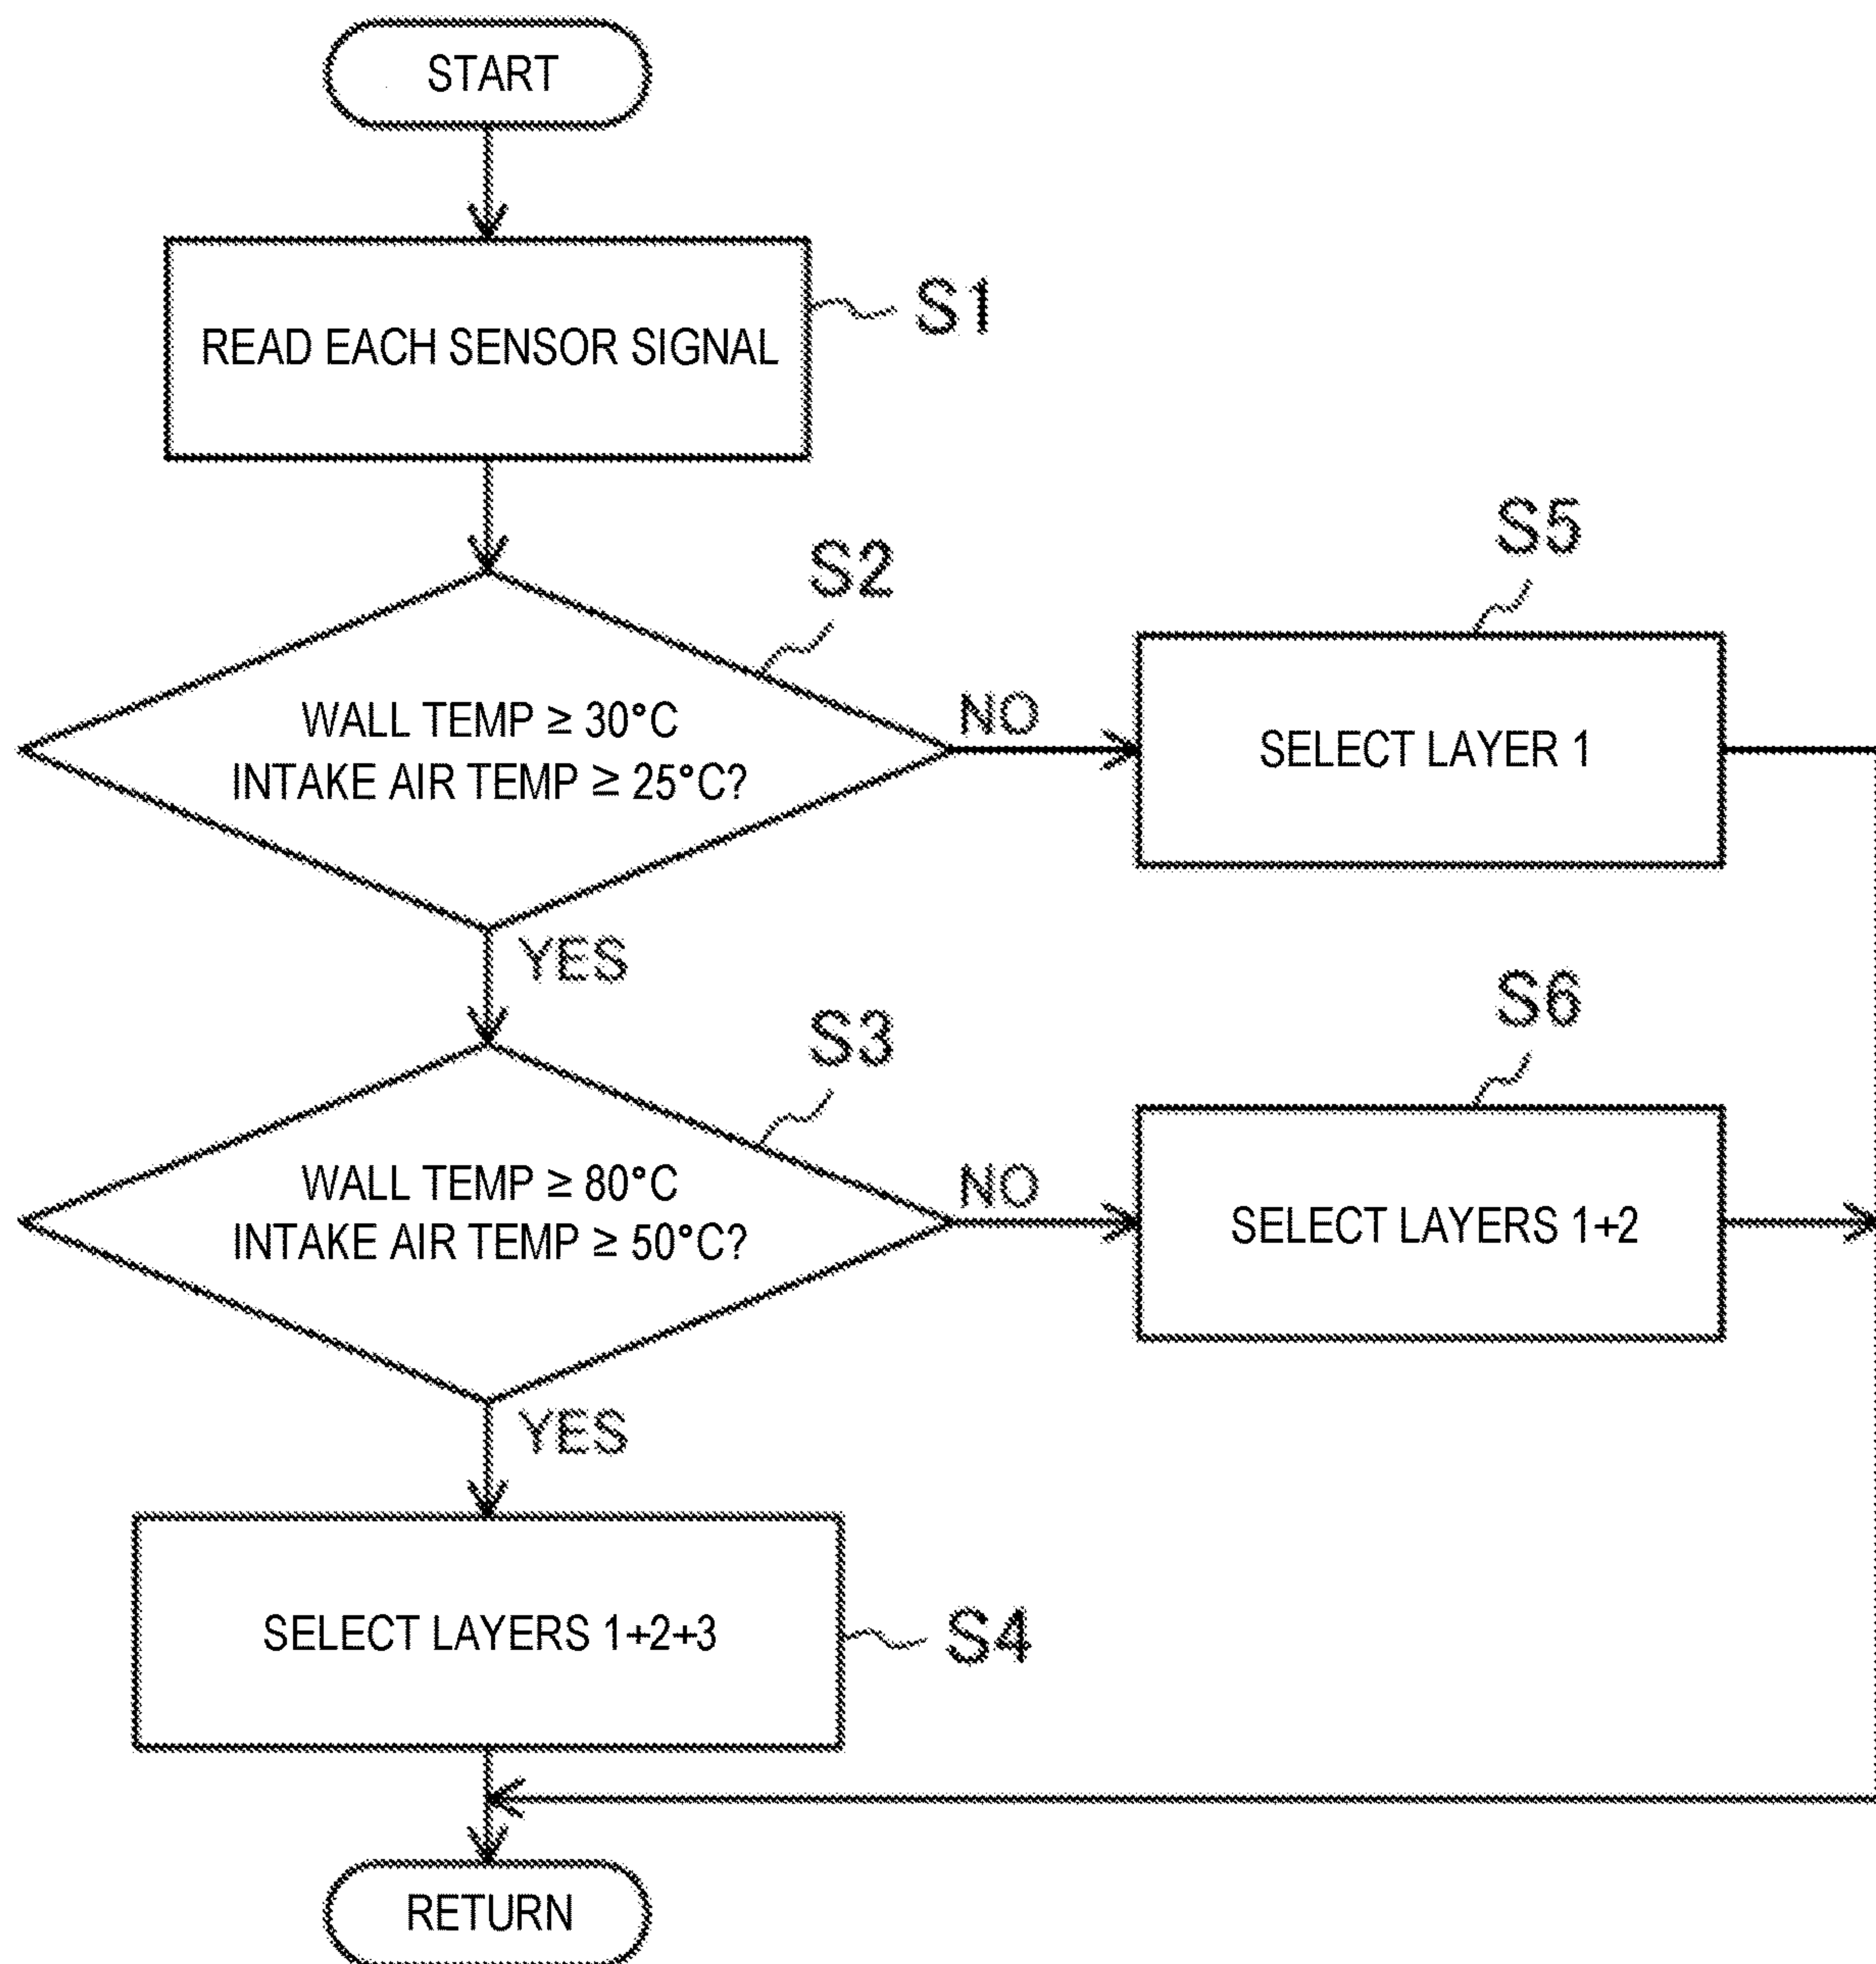 START
READ EACH SENSOR SIGNAL
S1
S2
WALL TEMP ≥ 30°C
INTAKE AIR TEMP ≥ 25°C?
NO
YES
S5
SELECT LAYER 1
S3
WALL TEMP ≥ 80°C
INTAKE AIR TEMP ≥ 50°C?
NO
YES
S6
SELECT LAYERS 1+2
SELECT LAYERS 1+2+3
S4
RETURN